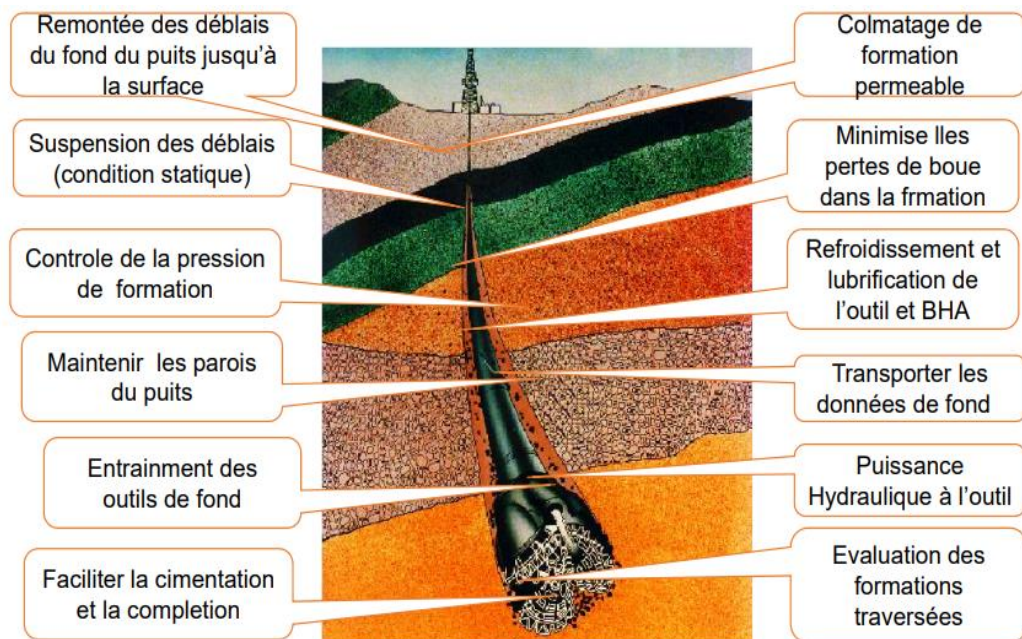 Remontée des déblais
du fond du puits jusqu'à
la surface
Suspension des déblais
(condition statique)
Controle de la pression
de formation
Maintenir les parois
du puits
Entrainment des
outils de fond
Faciliter la cimentation
et la completion
Colmatage de
formation
permeable
Minimise lles
pertes de boue
dans la frmation
Refroidissement et
lubrification de
l'outil et BHA
Transporter les
données de fond
Puissance
Hydraulique à l'outil
Evaluation des
formations
traversées